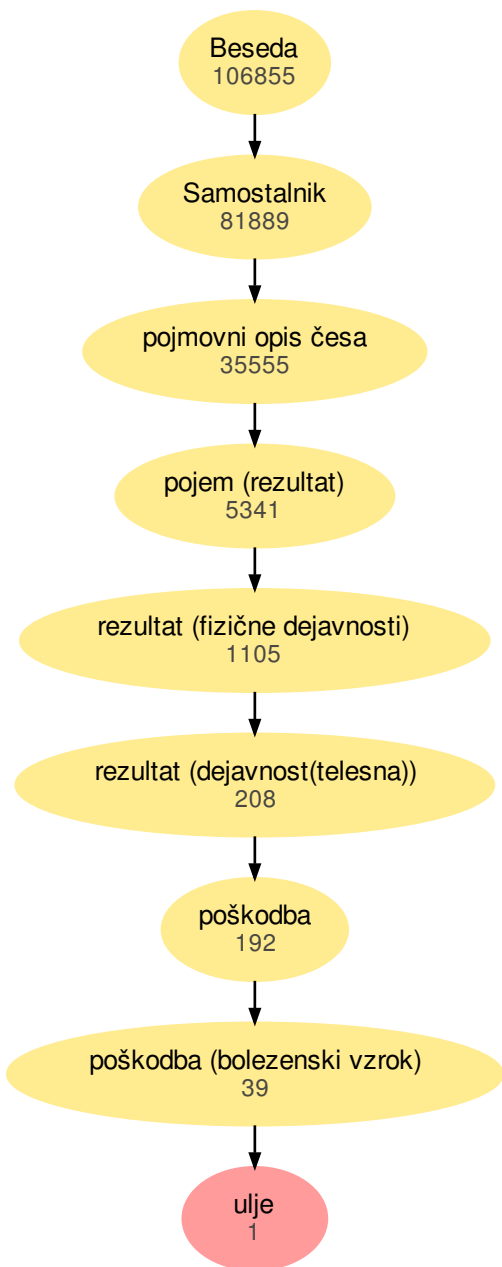 Beseda
106855
Samostalnik
81889
pojmovni opis česa
35555
pojem (rezultat)
5341
rezultat (fizične dejavnosti)
1105
rezultat (dejavnost(telesna))
208
poškodba
192
poškodba (bolezenski vzrok)
39
ulje
1